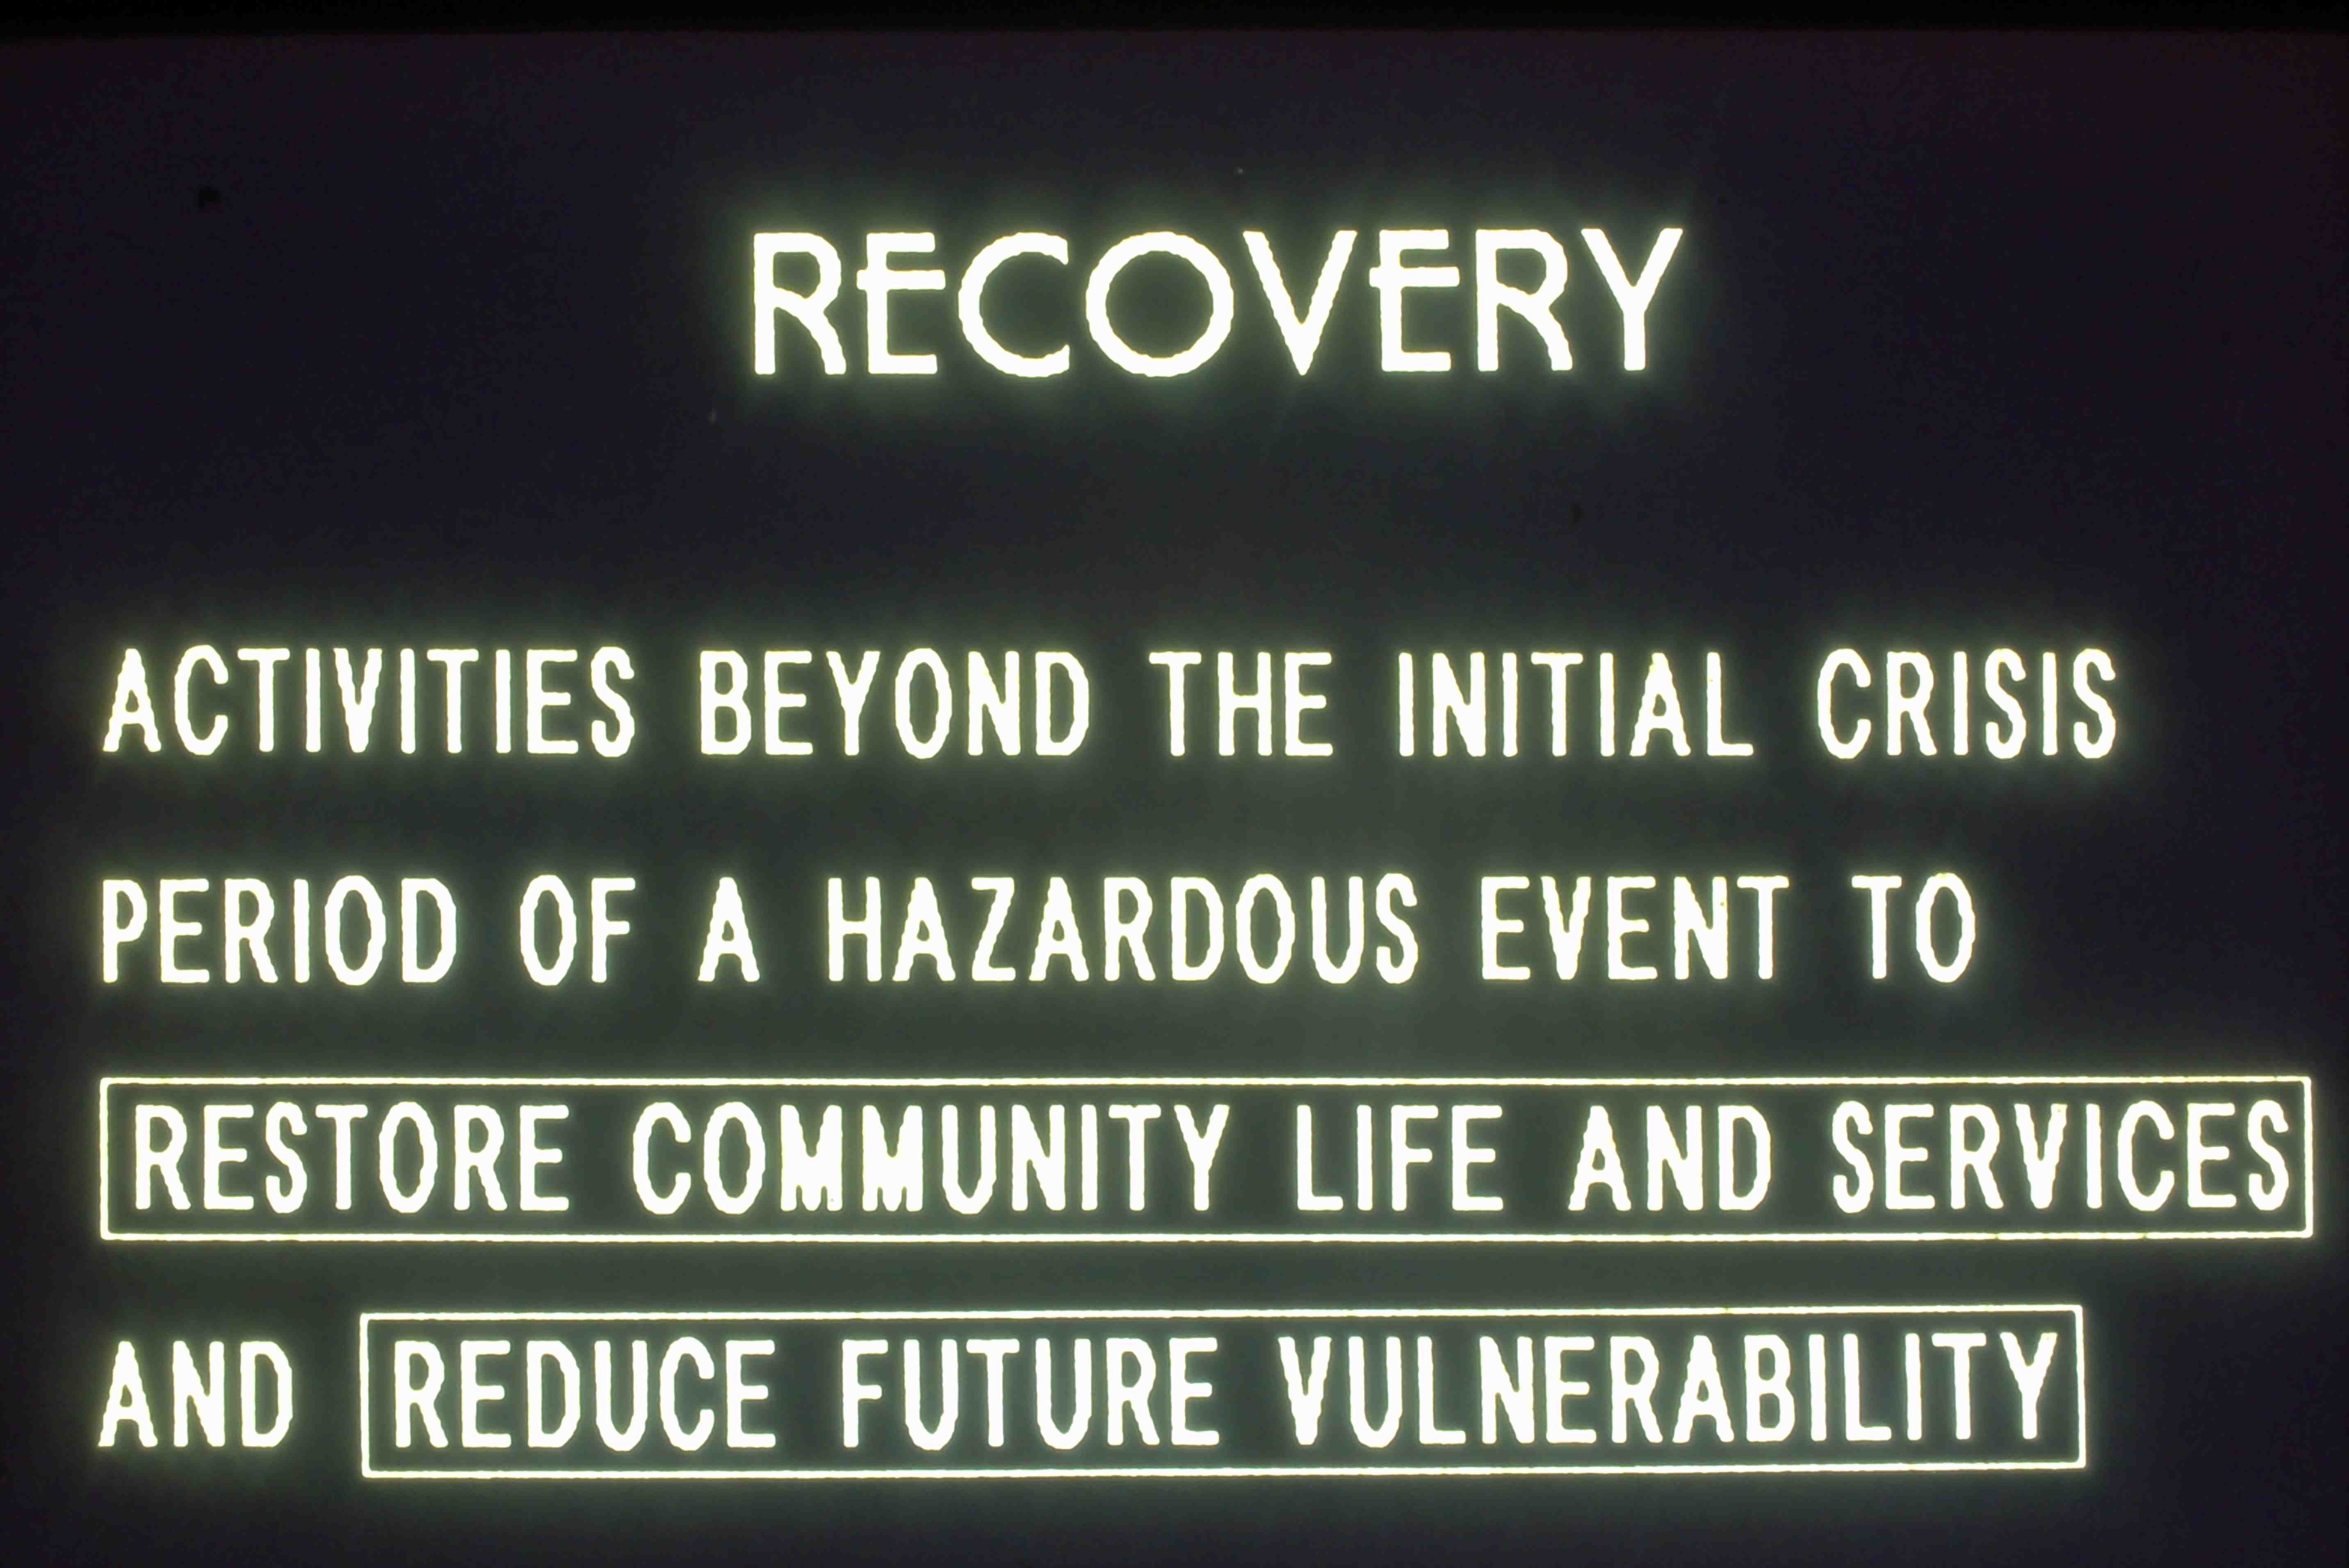 RECOVERY
ACTIVITIES BEYOND THE INITIAL CRISIS
PERIOD OF A HAZARDOUS EVENT TO
RESTORE COMMUNITY LIFE AND SERVICES
AND REDUCE FUTURE VULNERABILITY